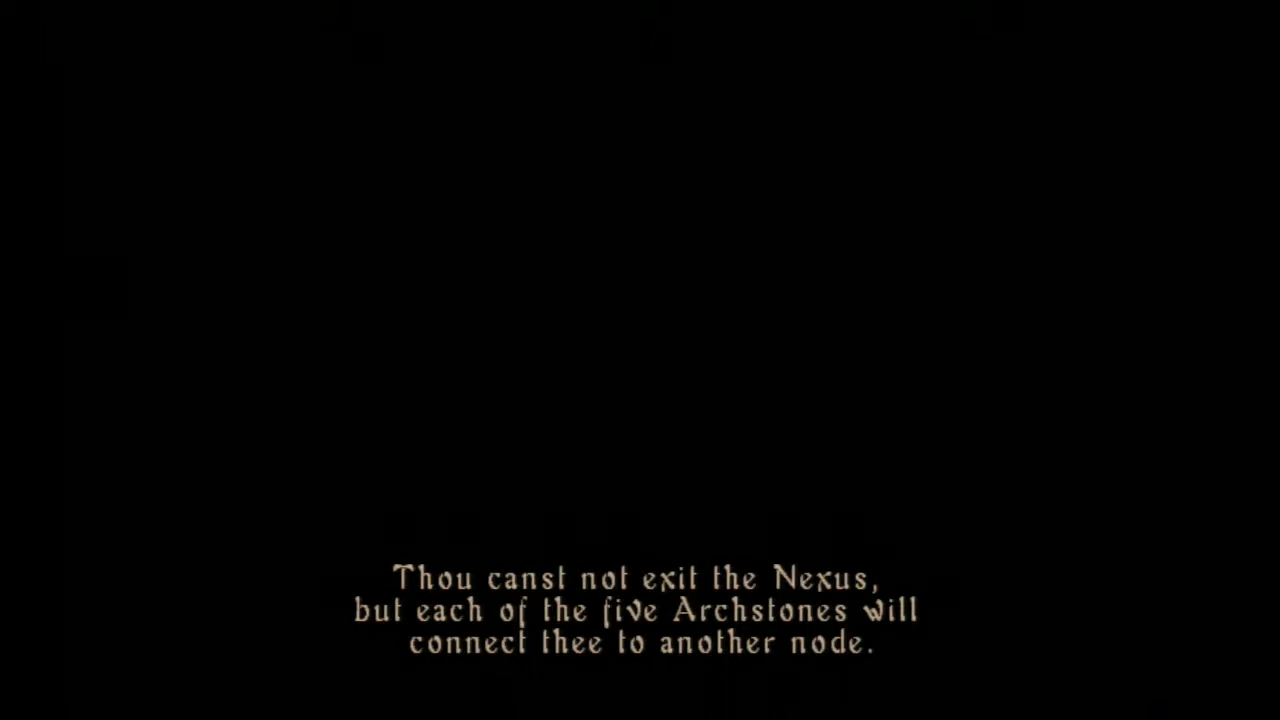 Thou canst not exit the Nexus,
but each of the five Archstones will
connect thee to another node.